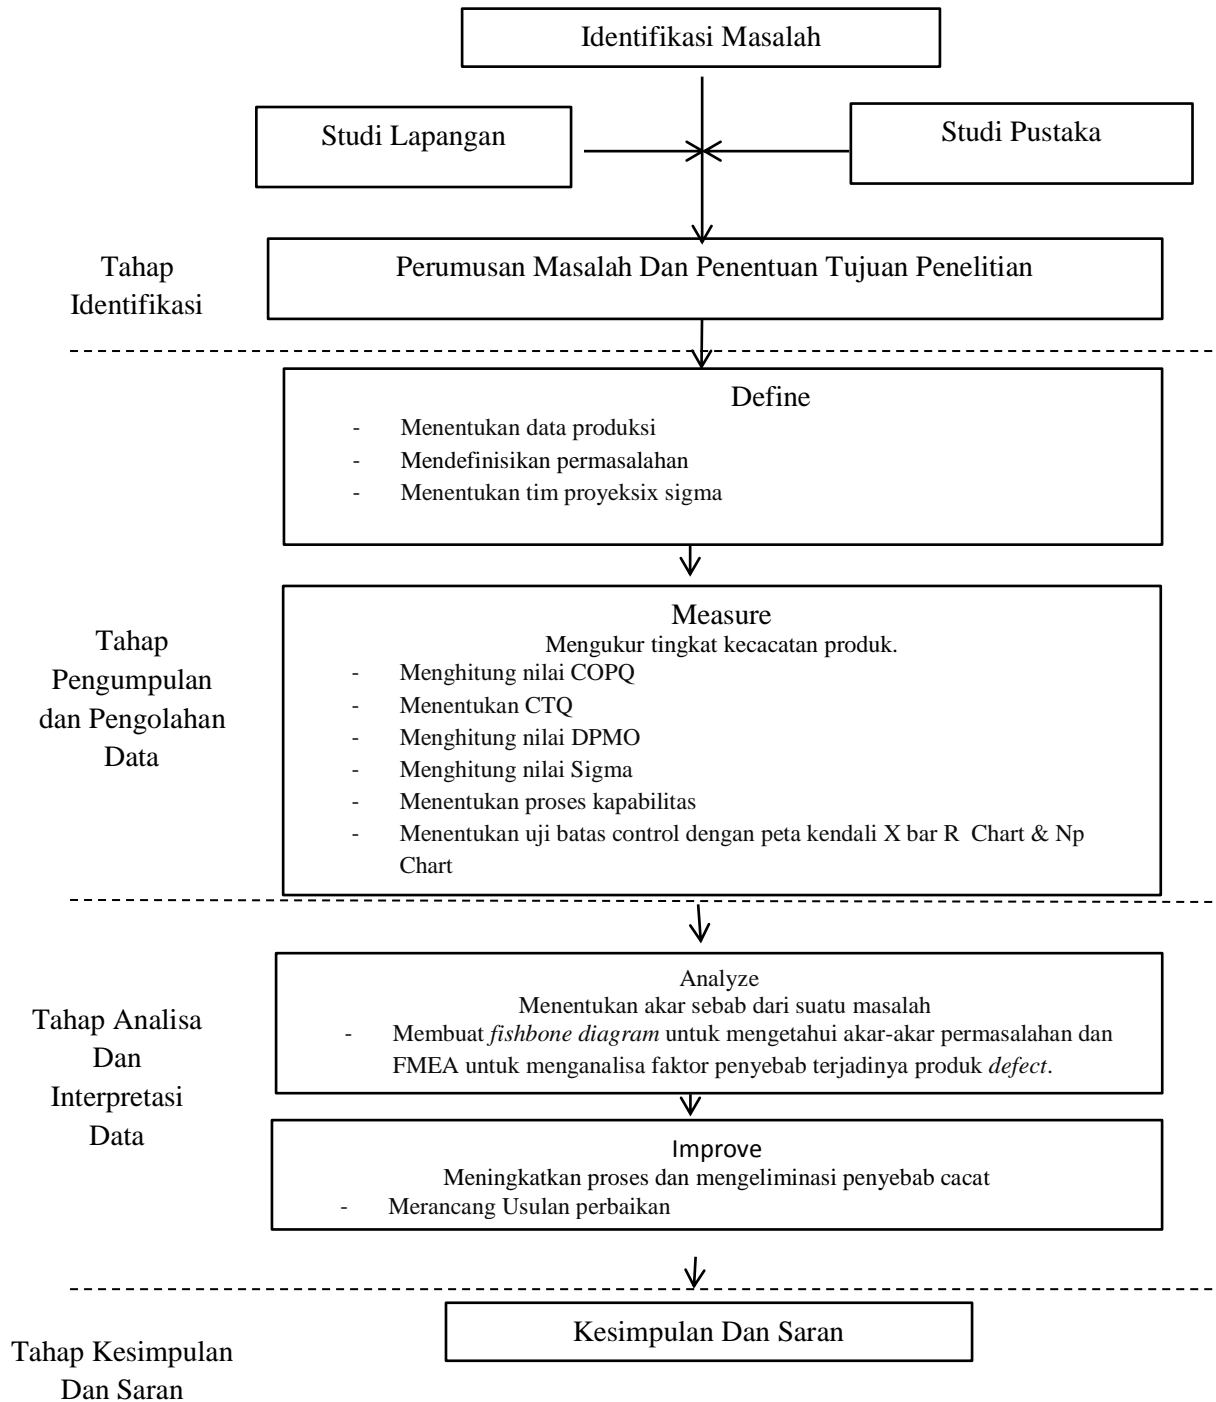 Identifikasi Masalah
Studi Lapangan
Studi Pustaka
Tahap
Identifikasi
Perumusan Masalah Dan Penentuan Tujuan Penelitian
Define
- Menentukan data produksi
- Mendefinisikan permasalahan
- Menentukan tim proyeksix sigma
Tahap
Pengumpulan
dan Pengolahan
Data
Measure
Mengukur tingkat kecacatan produk.
- Menghitung nilai COPQ
- Menentukan CTQ
- Menghitung nilai DPMO
- Menghitung nilai Sigma
- Menentukan proses kapabilitas
- Menentukan uji batas control dengan peta kendali X bar R Chart & Np
Chart
Tahap Analisa
Dan
Interpretasi
Data
Analyze
Menentukan akar sebab dari suatu masalah
- Membuat fishbone diagram untuk mengetahui akar-akar permasalahan dan
FMEA untuk menganalisa faktor penyebab terjadinya produk defect.
Improve
Meningkatkan proses dan mengeliminasi penyebab cacat
- Merancang Usulan perbaikan
Tahap Kesimpulan
Dan Saran
Kesimpulan Dan Saran